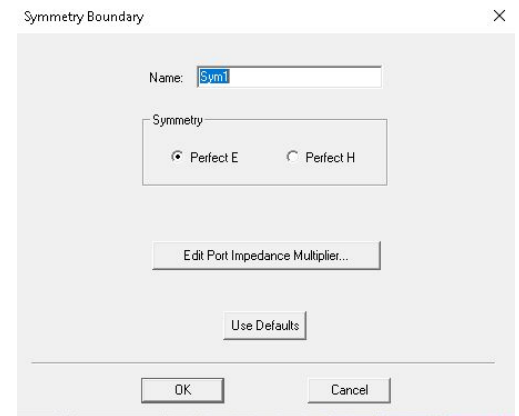 Symmetry Boundary
Name: Sym1
Symmetry
Perfect E Perfect H
Edit Port Impedance Multiplier...
Use Defaults
OK Cancel